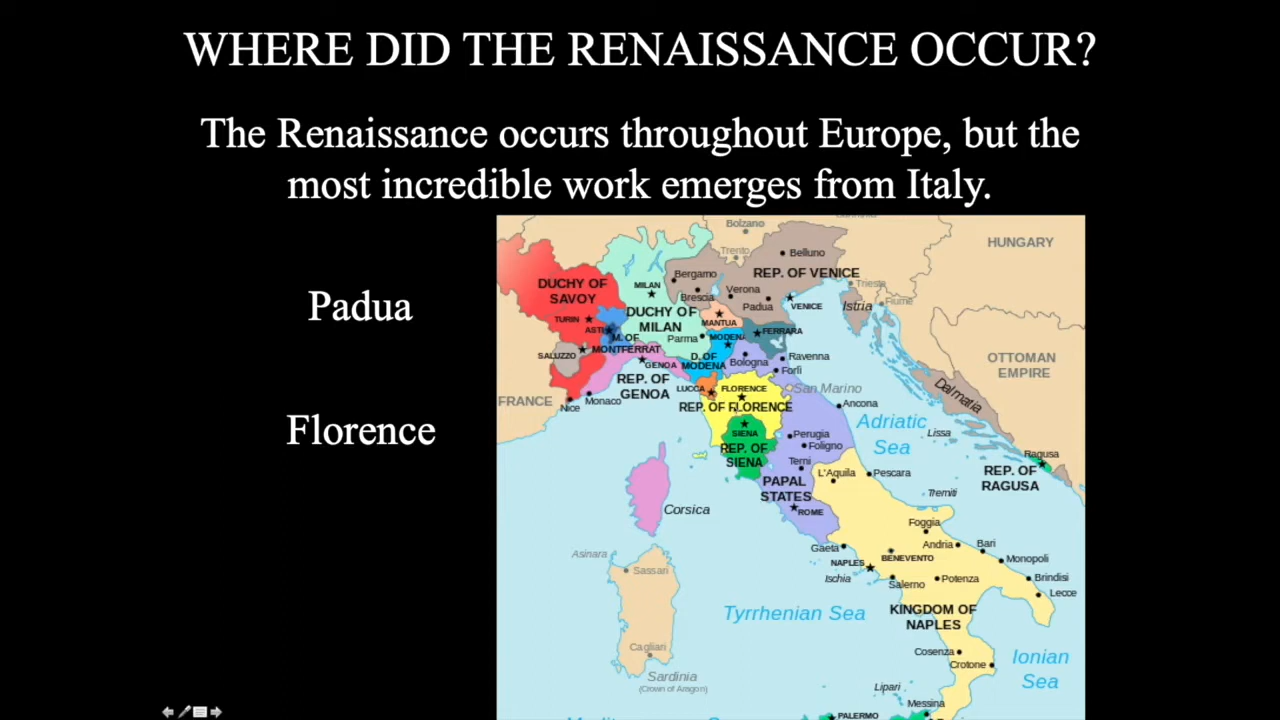 WHERE DID THE RENAISSANCE OCCUR?
The Renaissance occurs throughout Europe, but the
most incredible work emerges from Italy.
Padua
Florence
Bolzano
Trento
Belluno
HUNGARY
REP. OF VENICE
Bergamo
Brescia
Verona
Padua
VENICE
Trieste
Istria
Fiume
DUCHY OF
SAVOY
MILAN
DUCHY OF
MILAN
MANTUA
FERRARA
TURIN
ASTI
M. OF
MONTFERRAT
Parma
MODENA
D. OF
MODENA
Bologna
Ravenna
Forlì
SALUZZO
GENOA
REP. OF
GENOA
OTTOMAN
EMPIRE
FRANCE
Nice
Monaco
LUCCA
FLORENCE
REP. OF FLORENCE
San Marino
Ancona
Dalmatia
Adriatic
Sea
Lissa
SIENA
REP. OF
SIENA
Perugia
Foligno
Terni
L'Aquila
Pescara
Ragusa
REP. OF
RAGUSA
PAPAL
STATES
ROME
Tremiti
Corsica
Foggia
Andria
Bari
Monopoli
Gaeta
NAPLES
BENEVENTO
Ischia
Salerno
Potenza
Brindisi
Lecce
Asinara
Sassari
Tyrrhenian Sea
KINGDOM OF
NAPLES
Cagliari
Sardinia
(Crown of Aragon)
Cosenza
Crotone
Ionian
Sea
Lipari
Messina
PALERMO